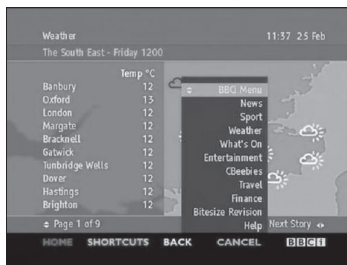 Weather 11:37 25 Feb
The South East - Friday 1200
Temp °C
Banbury 12
Oxford 13
London 12
Margate 12
Bracknell 12
Gatwick 12
Tunbridge Wells 12
Dover 12
Hastings 12
Brighton 12
BBG Menu
News
Sport
Weather
What's On
Entertainment
CBeebies
Travel
Finance
Bitesize Revision
Help
Page 1 of 9 Next Story
HOME SHORTCUTS BACK CANCEL BBCi